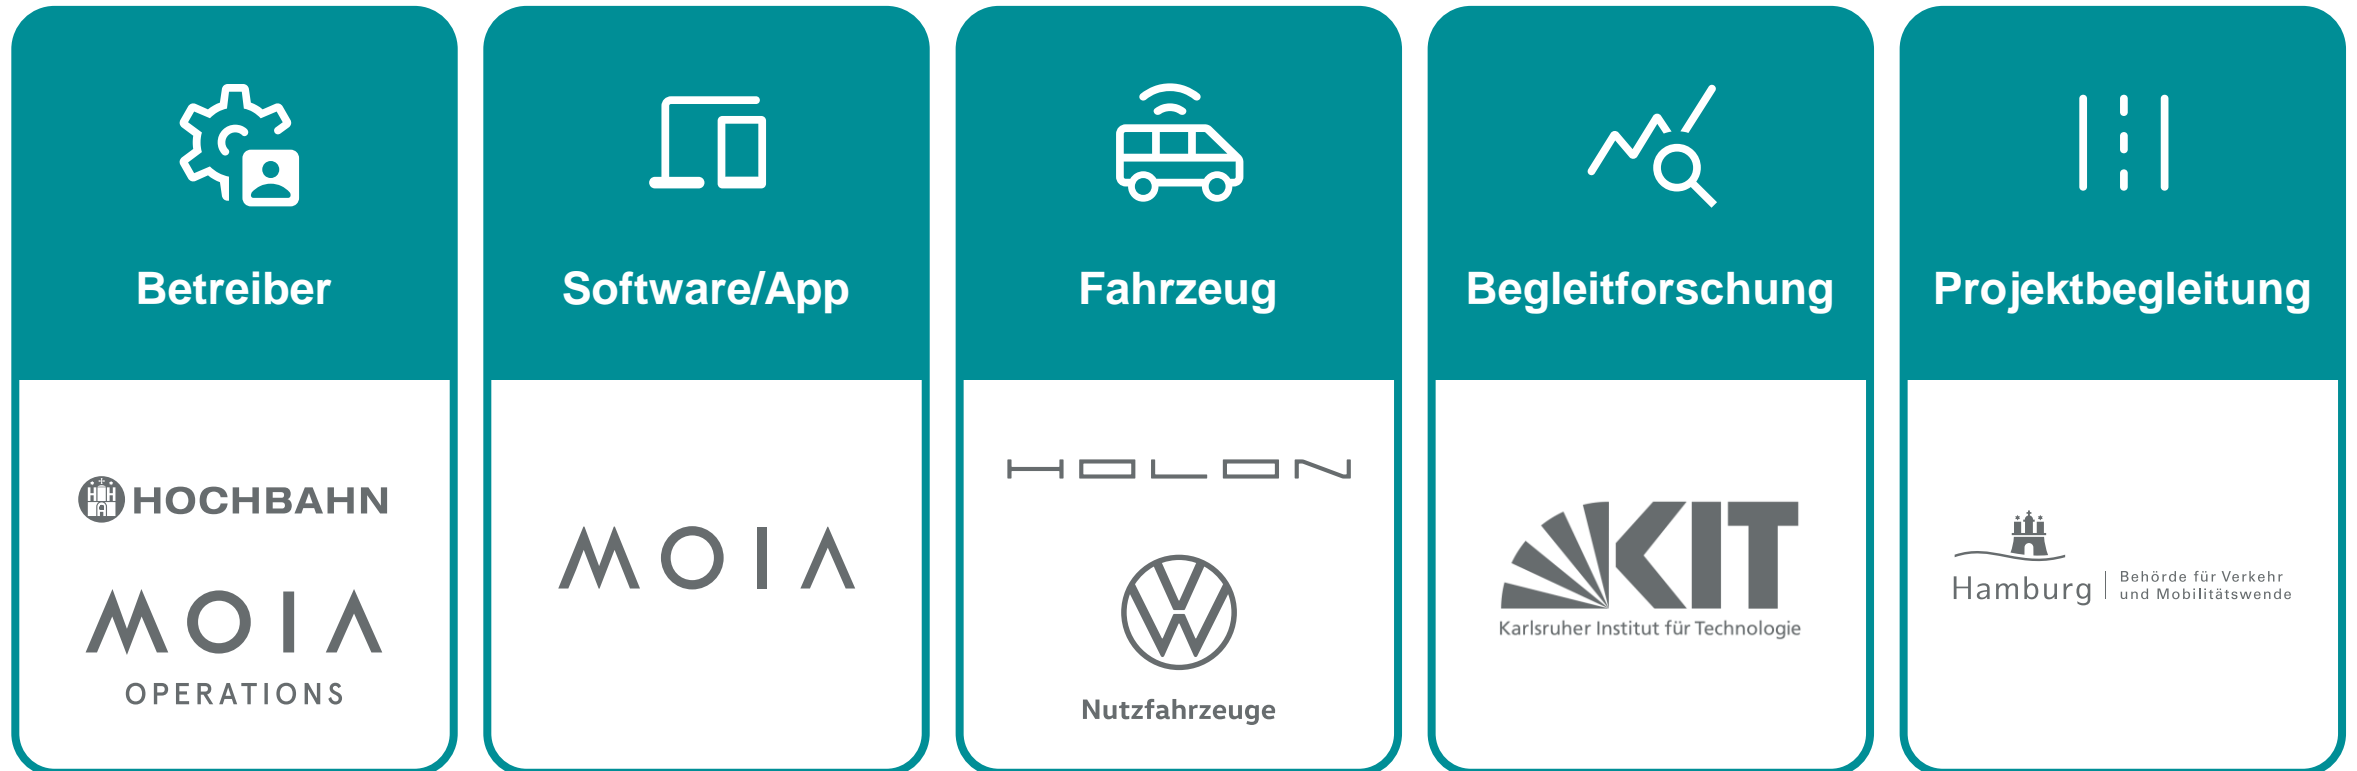 Betreiber
HOCHBAHN
MOIA
OPERATIONS
Software/App
MOIA
Fahrzeug
HOLON
Nutzfahrzeuge
Begleitforschung
KIT
Karlsruher Institut für Technologie
Projektbegleitung
Hamburg
Behörde für Verkehr
und Mobilitätswende